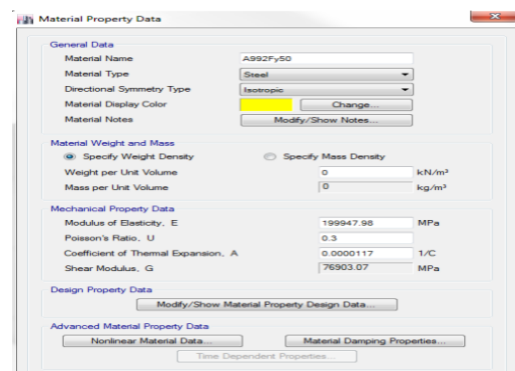 Material Property Data
General Data
Material Name A992Fy50
Material Type Steel
Directional Symmetry Type Isotropic
Material Display Color Change...
Material Notes Modify/Show Notes...
Material Weight and Mass
Specify Weight Density Specify Mass Density
Weight per Unit Volume 0 kN/m³
Mass per Unit Volume 0 kg/m³
Mechanical Property Data
Modulus of Elasticity, E 199947.98 MPa
Poisson's Ratio, U 0.3
Coefficient of Thermal Expansion, A 0.0000117 1/C
Shear Modulus, G 76903.07 MPa
Design Property Data
Modify/Show Material Property Design Data...
Advanced Material Property Data
Nonlinear Material Data... Material Damping Properties...
Time Dependent Properties...